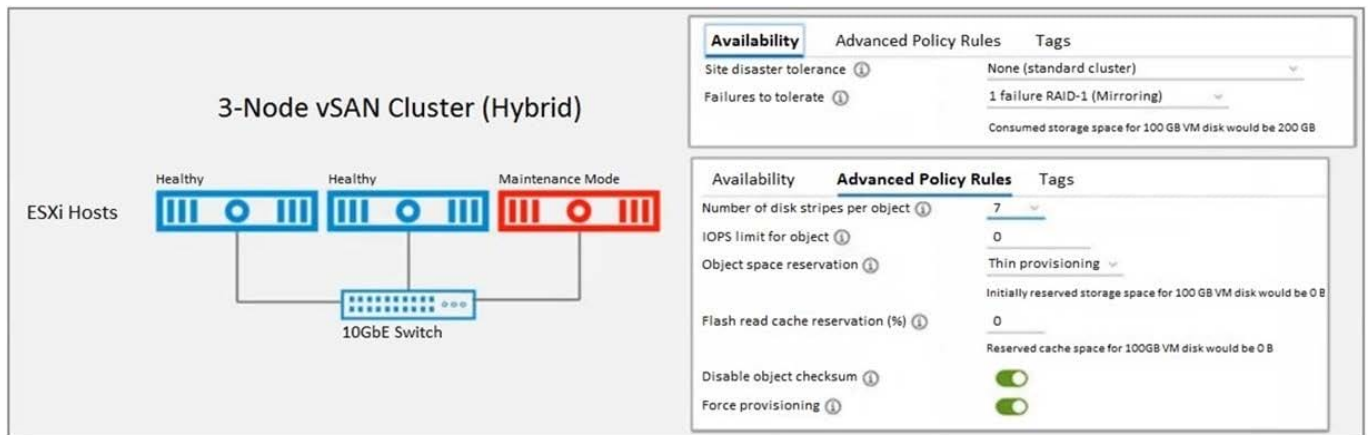 3-Node vSAN Cluster (Hybrid)
Healthy
Healthy
Maintenance Mode
ESXi Hosts
10GbE Switch
Availability Advanced Policy Rules Tags
Site disaster tolerance None (standard cluster)
Failures to tolerate 1 failure RAID-1 (Mirroring)
Consumed storage space for 100 GB VM disk would be 200 GB
Availability Advanced Policy Rules Tags
Number of disk stripes per object 7
IOPS limit for object 0
Object space reservation Thin provisioning
Initially reserved storage space for 100 GB VM disk would be 0 B
Flash read cache reservation (%) 0
Reserved cache space for 100GB VM disk would be 0 B
Disable object checksum
Force provisioning